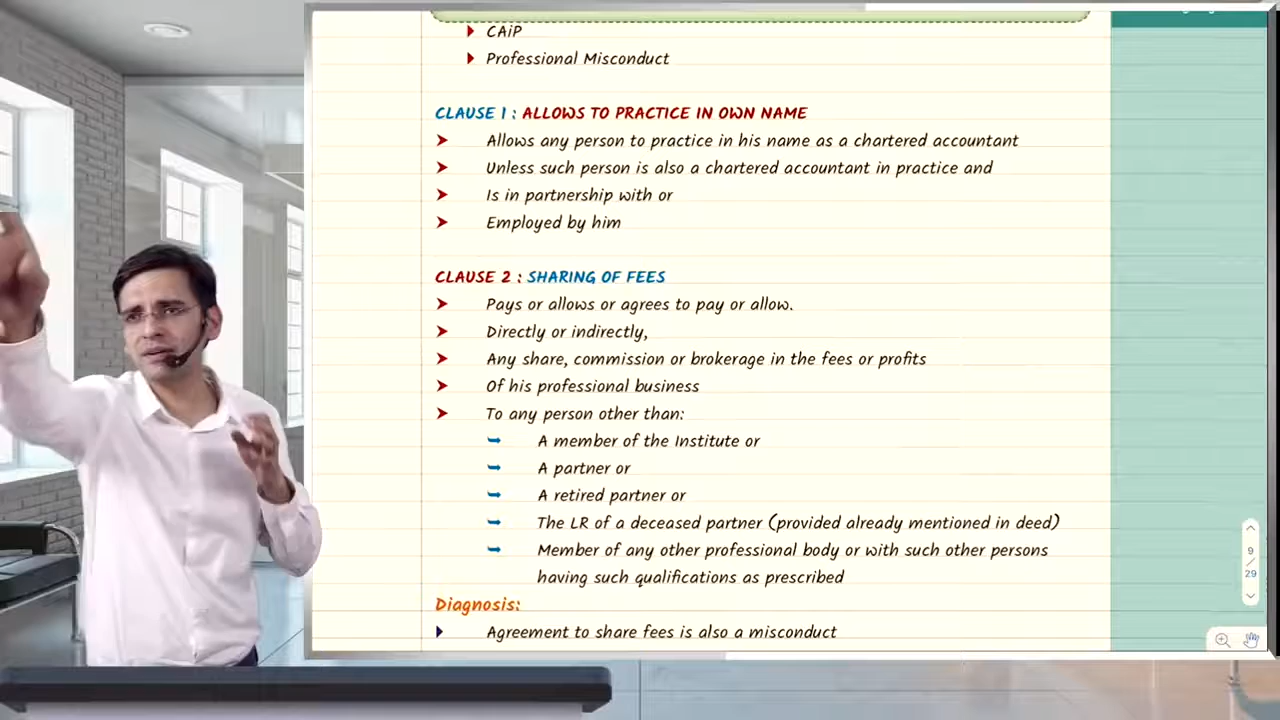 CAiP
Professional Misconduct
CLAUSE 1 : ALLOWS TO PRACTICE IN OWN NAME
Allows any person to practice in his name as a chartered accountant
Unless such person is also a chartered accountant in practice and
Is in partnership with or
Employed by him
CLAUSE 2 : SHARING OF FEES
Pays or allows or agrees to pay or allow.
Directly or indirectly,
Any share, commission or brokerage in the fees or profits
Of his professional business
To any person other than:
A member of the Institute or
A partner or
A retired partner or
The LR of a deceased partner (provided already mentioned in deed)
Member of any other professional body or with such other persons
having such qualifications as prescribed
Diagnosis:
Agreement to share fees is also a misconduct
9
/
29